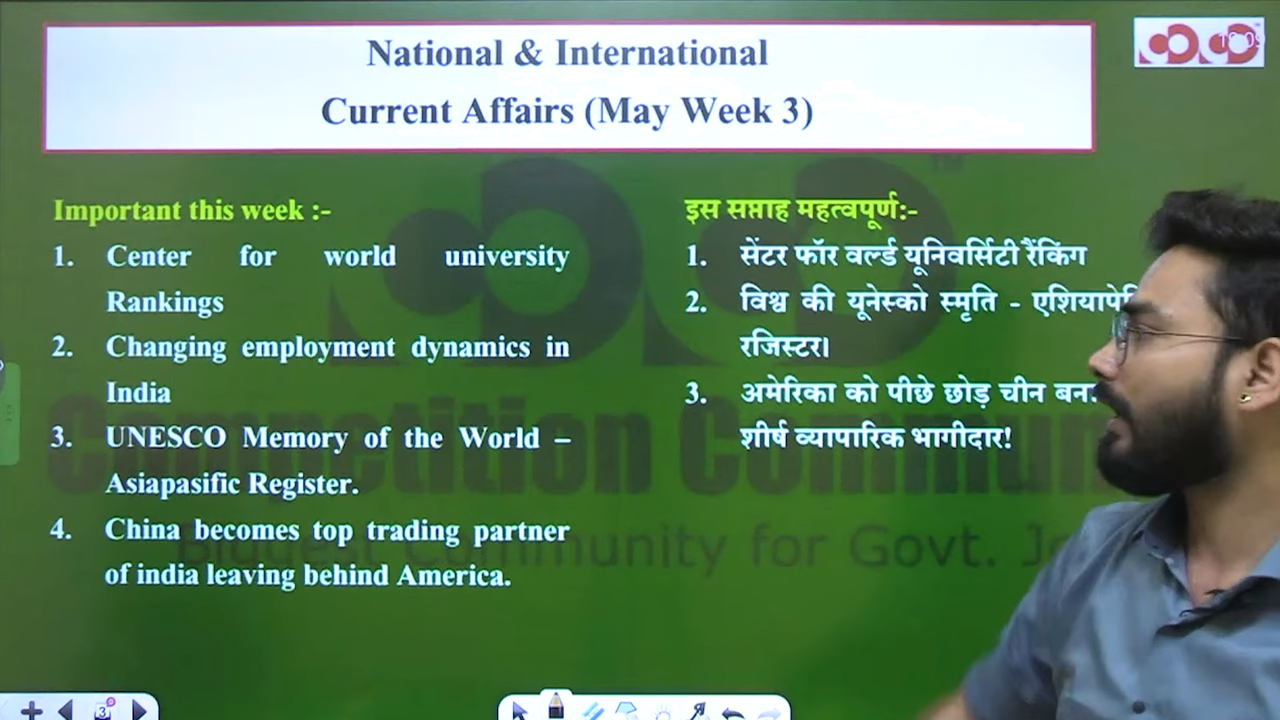 National & International
Current Affairs (May Week 3)
Important this week :-
1. Center for world university
Rankings
2. Changing employment dynamics in
India
3. UNESCO Memory of the World –
Asiapasific Register.
4. China becomes top trading partner
of india leaving behind America.
इस सप्ताह महत्वपूर्ण:-
1. सेंटर फॉर वर्ल्ड यूनिवर्सिटी रैंकिंग
2. विश्व की यूनेस्को स्मृति -
रजिस्टर।
3. अमेरिका को पीछे छोड़ चीन
शीर्ष व्यापारिक भागीदार!
Competition
Biggest Community for Govt.